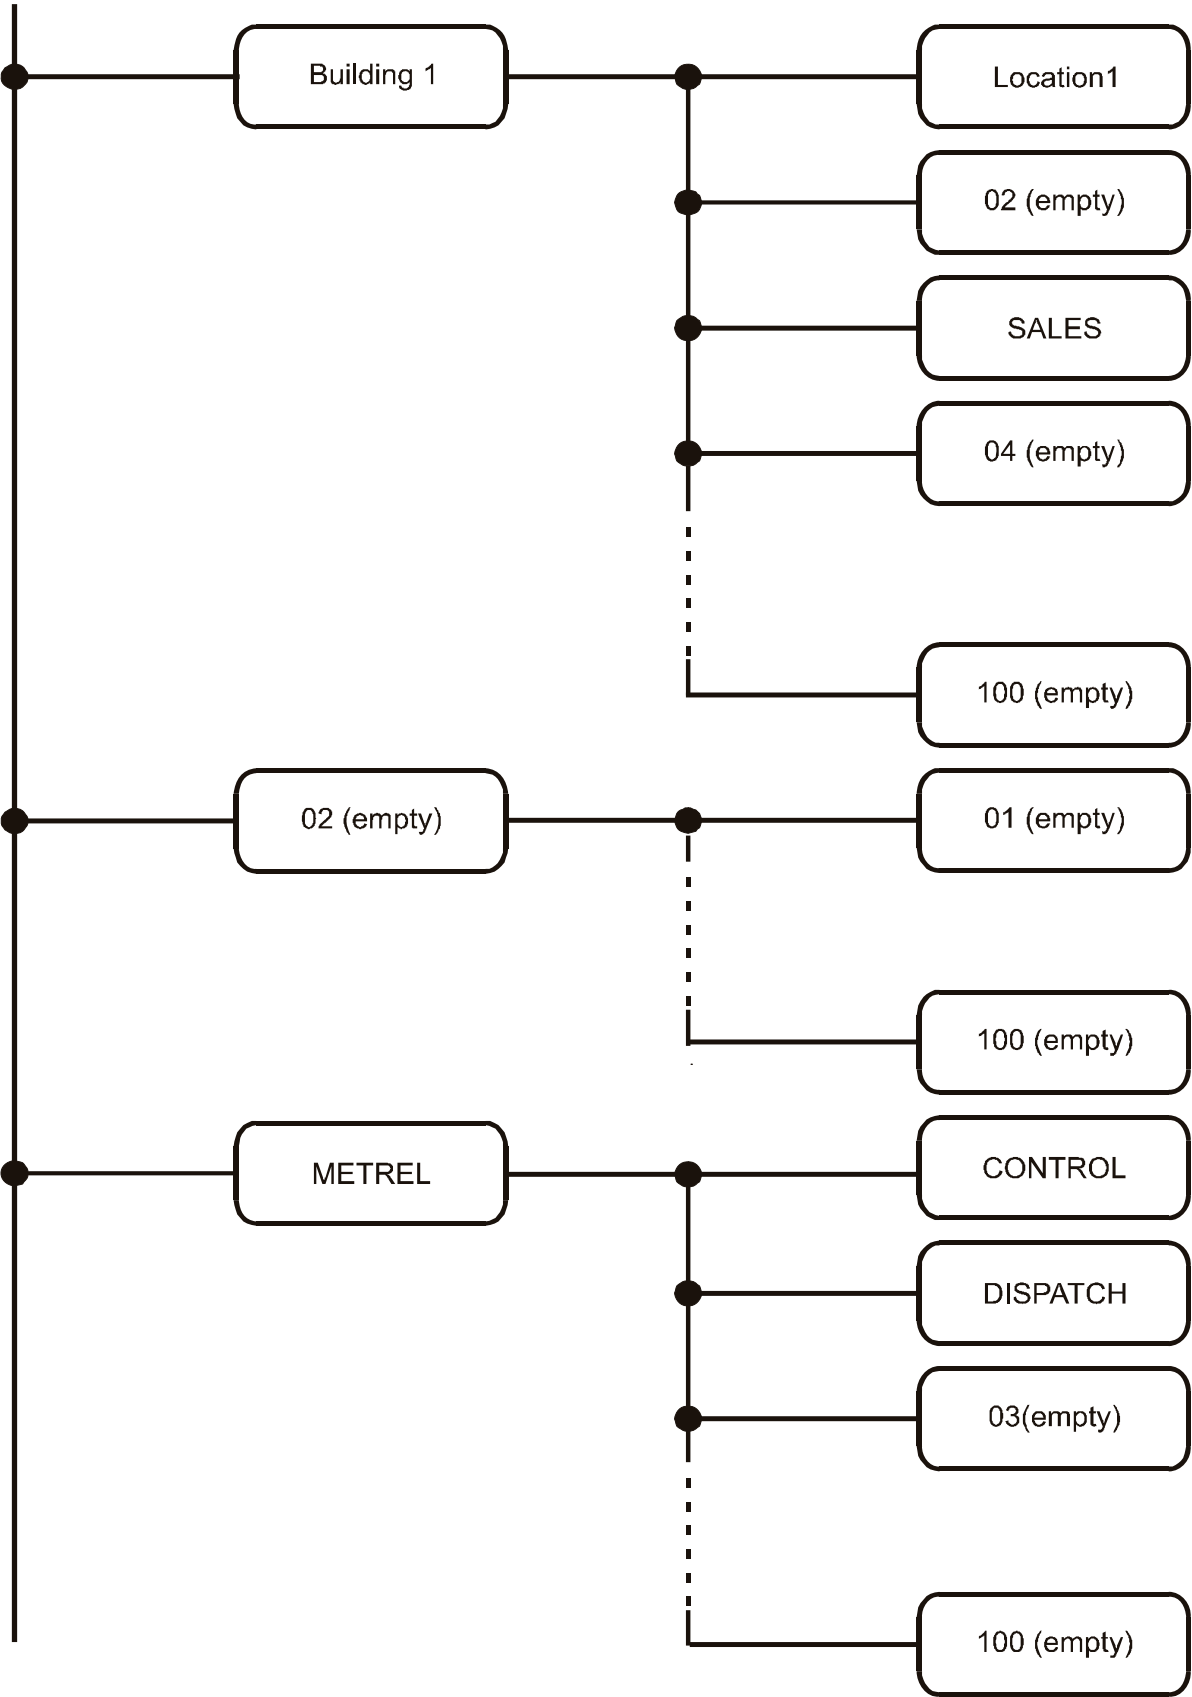 Building 1
Location1
02 (empty)
SALES
04 (empty)
100 (empty)
02 (empty)
01 (empty)
100 (empty)
METREL
CONTROL
DISPATCH
03(empty)
100 (empty)